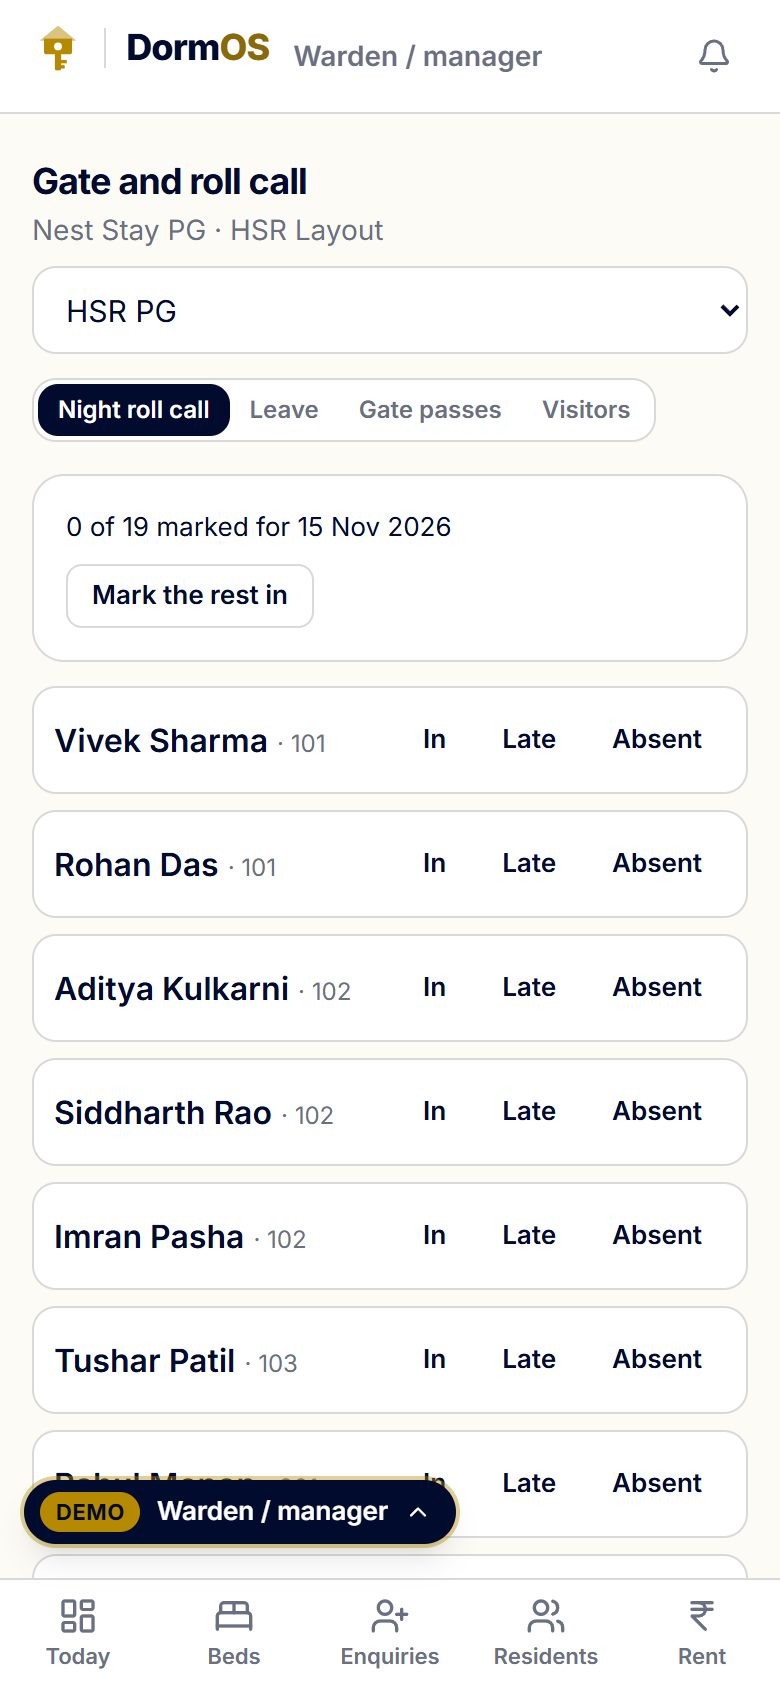 DormOS Warden / manager
Gate and roll call
Nest Stay PG · HSR Layout
HSR PG
Night roll call Leave Gate passes Visitors
0 of 19 marked for 15 Nov 2026
Mark the rest in
Vivek Sharma · 101 In Late Absent
Rohan Das · 101 In Late Absent
Aditya Kulkarni · 102 In Late Absent
Siddharth Rao · 102 In Late Absent
Imran Pasha · 102 In Late Absent
Tushar Patil · 103 In Late Absent
In Late Absent
DEMO Warden / manager
Today Beds Enquiries Residents Rent